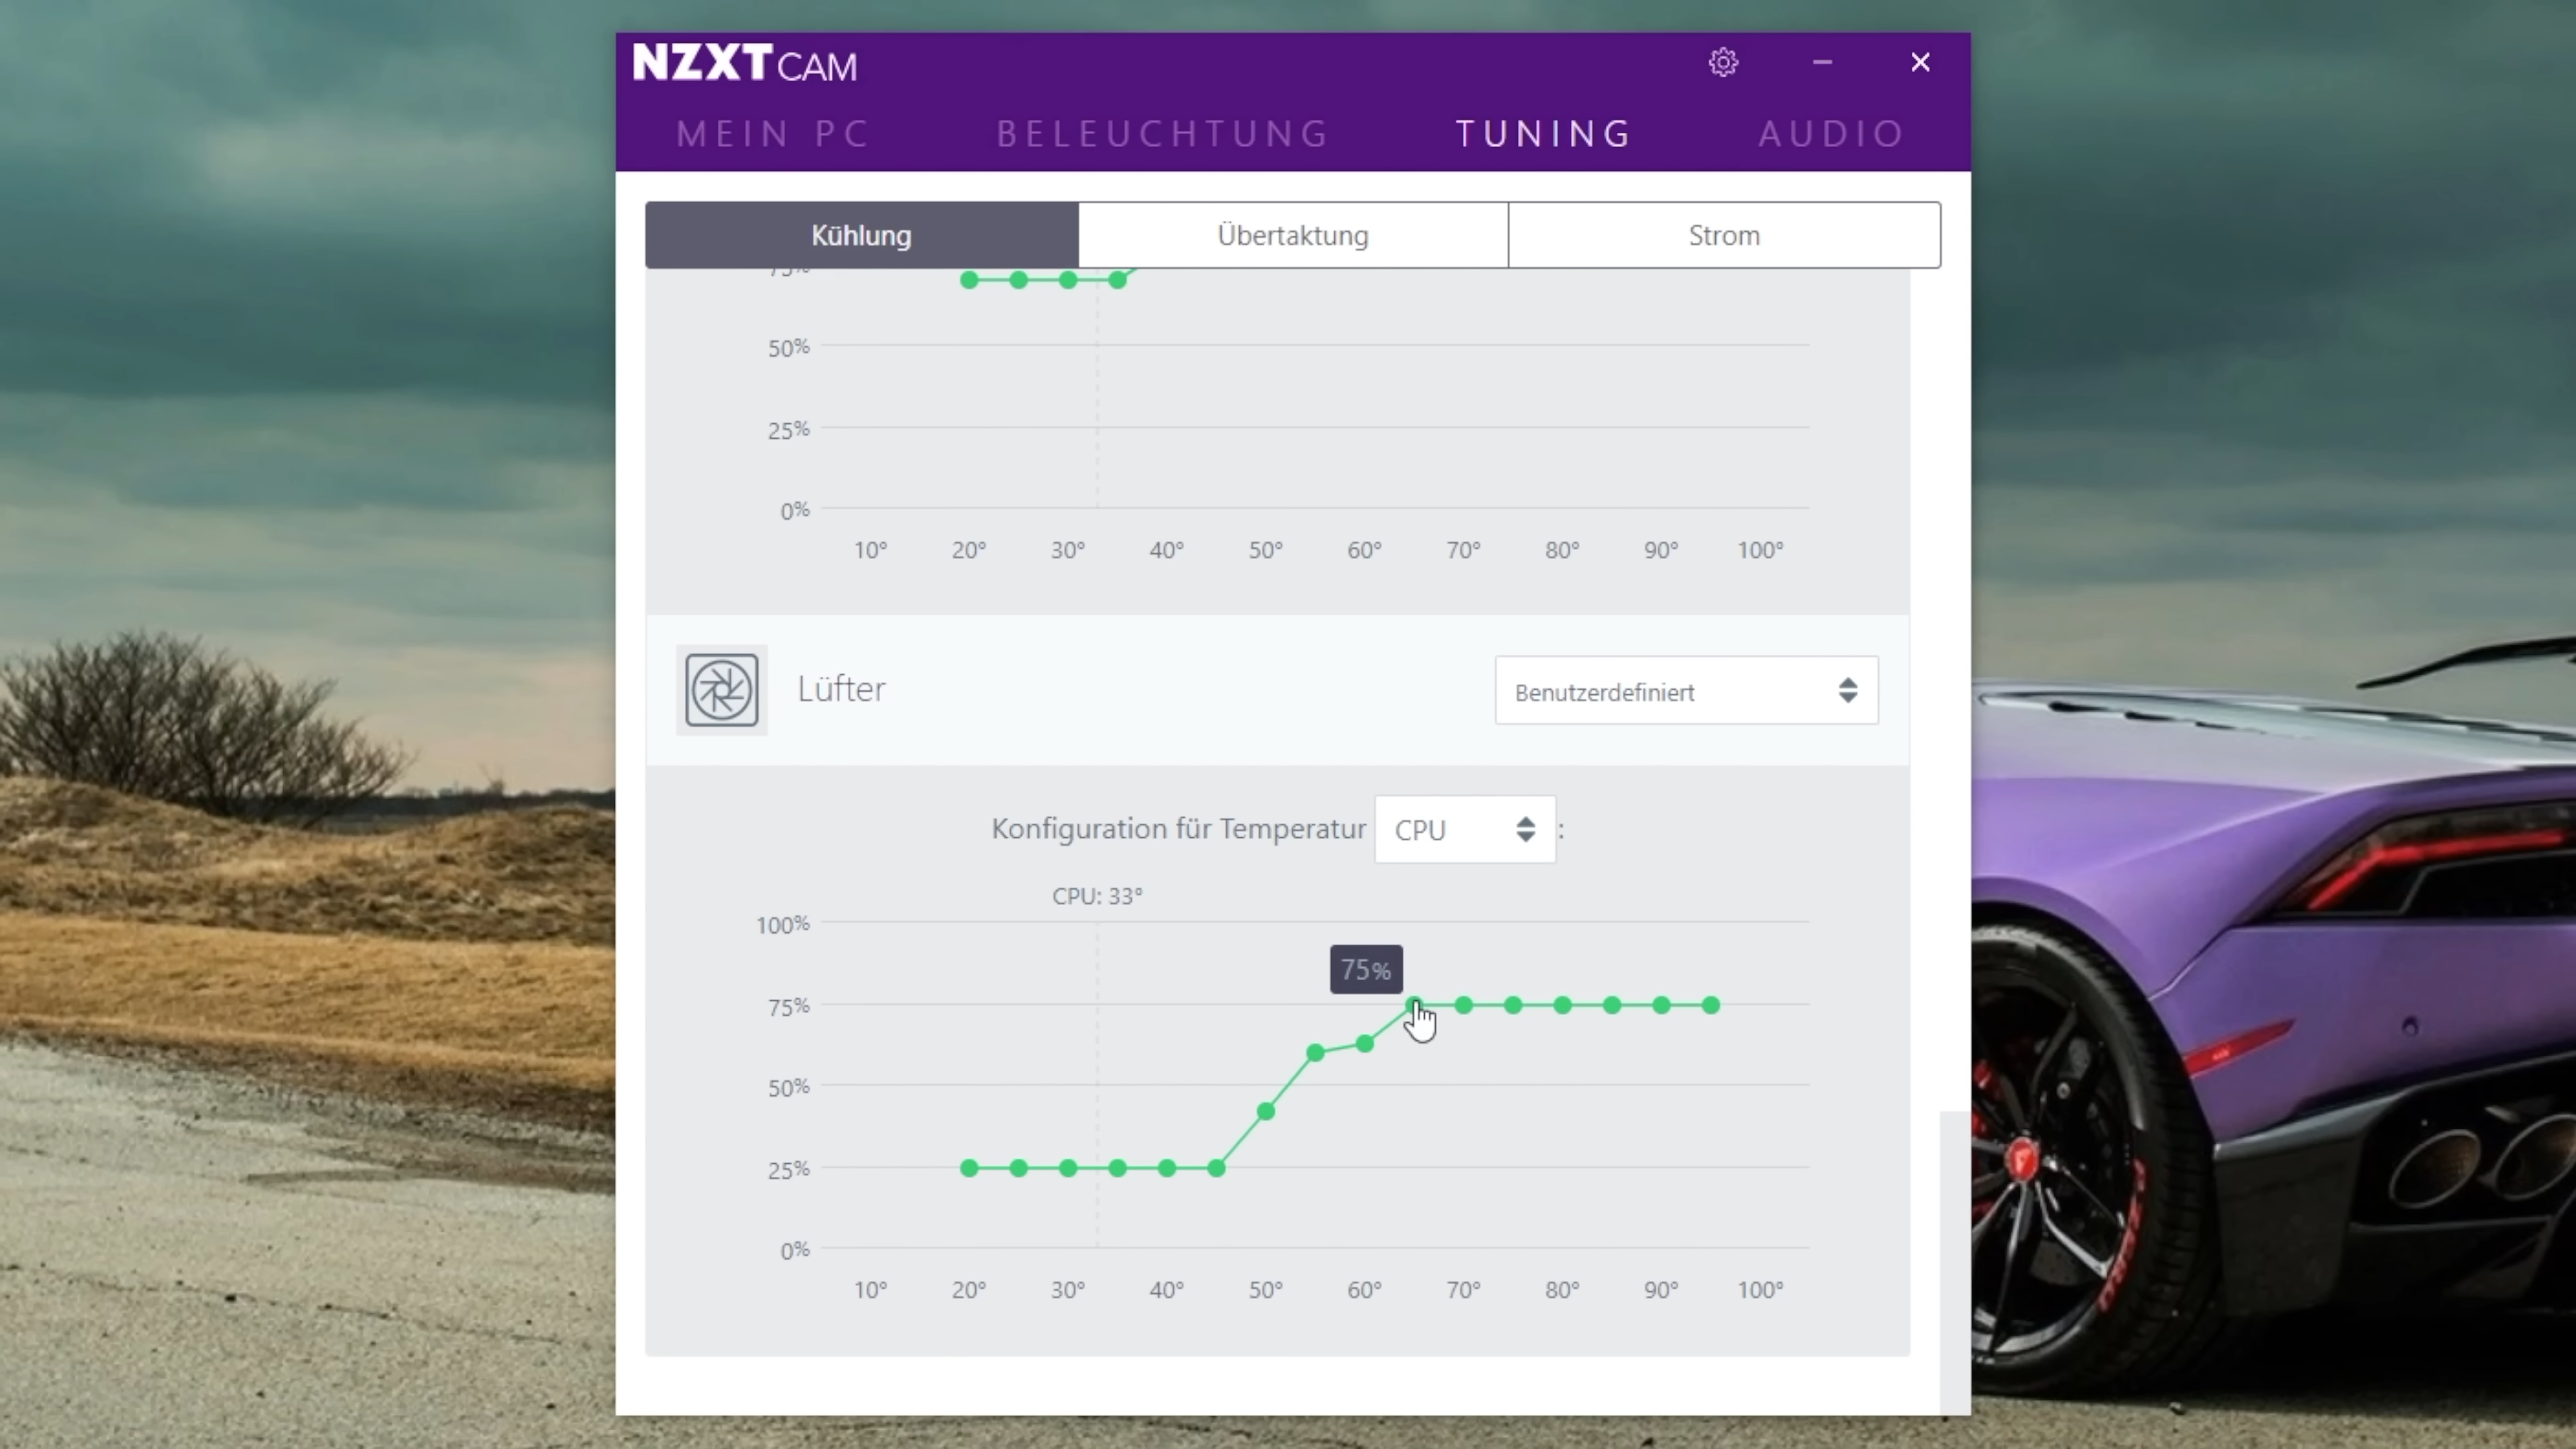 NZXT CAM
MEIN PC BELEUCHTUNG TUNING AUDIO
Kühlung Übertaktung Strom
75%
50%
25%
0%
10° 20° 30° 40° 50° 60° 70° 80° 90° 100°
Lüfter Benutzerdefiniert
Konfiguration für Temperatur CPU :
CPU: 33°
100%
75%
75%
50%
25%
0%
10° 20° 30° 40° 50° 60° 70° 80° 90° 100°